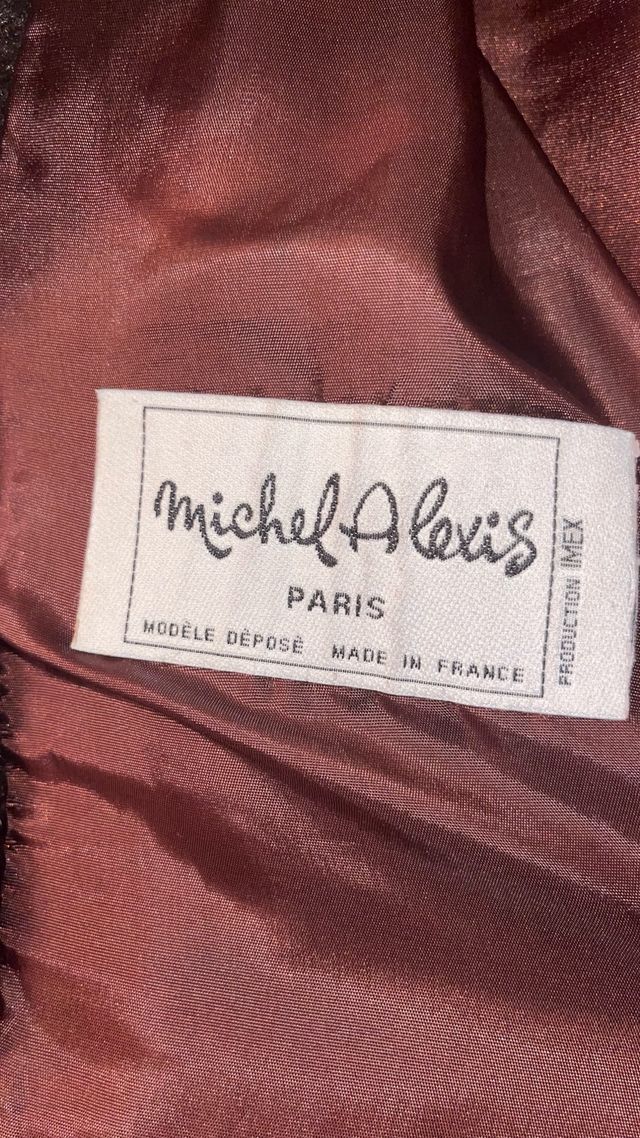 michel Alexis
PARIS
MODÈLE DÉPOSÉ MADE IN FRANCE
PRODUCTION IMEX